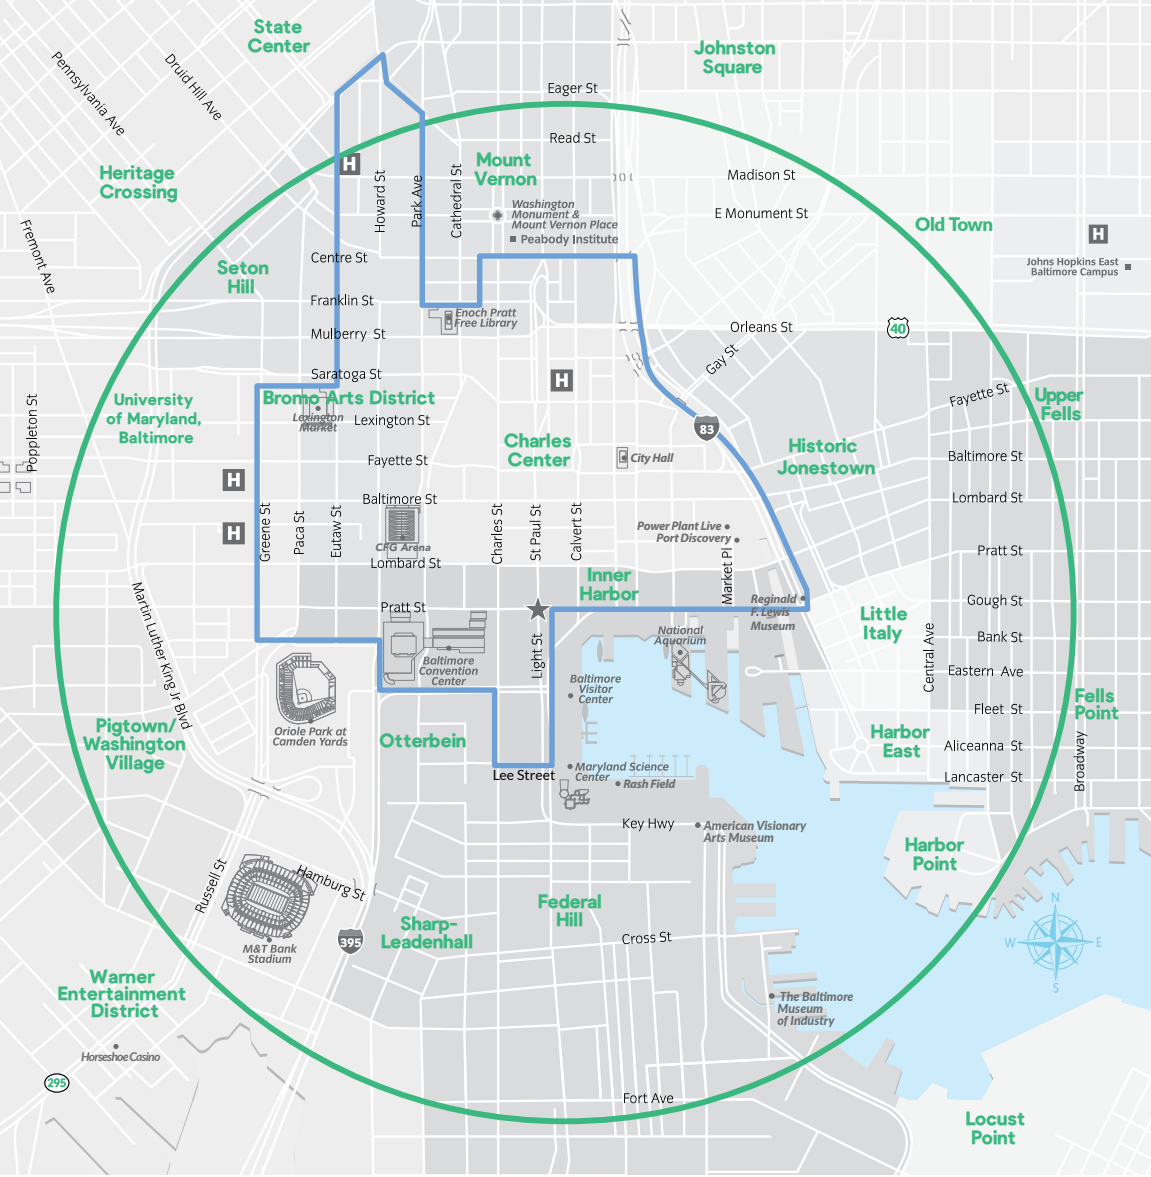 State
Center
Johnston
Square
Pennsylvania Ave
Druid Hill Ave
Eager St
Read St
Heritage
Crossing
H
Mount
Vernon
Madison St
Howard St
Park Ave
Cathedral St
Washington
Monument &
Mount Vernon Place
Peabody Institute
E Monument St
Old Town
H
Johns Hopkins East
Baltimore Campus
Fremont Ave
Seton
Hill
Centre St
Franklin St
Mulberry St
Saratoga St
Enoch Pratt
Free Library
Orleans St
40
Gay St
H
University
of Maryland,
Baltimore
Poppleton St
Bromo Arts District
Lexington
Market
Lexington St
Fayette St
Upper
Fells
83
Historic
Jonestown
Charles
Center
City Hall
Fayette St
Baltimore St
H
H
Baltimore St
Lombard St
Greene St
Paca St
Eutaw St
CFG Arena
Charles St
St Paul St
Calvert St
Power Plant Live
Port Discovery
Market Pl
Lombard St
Pratt St
Inner
Harbor
Pratt St
Gough St
Reginald
F. Lewis
Museum
Little
Italy
Bank St
Martin Luther King Jr Blvd
Light St
National
Aquarium
Central Ave
Eastern Ave
Baltimore
Convention
Center
Baltimore
Visitor
Center
Fells
Point
Fleet St
Oriole Park at
Camden Yards
Otterbein
Pigtown/
Washington
Village
Harbor
East
Aliceanna St
Broadway
Lee Street
Maryland Science
Center
Rash Field
Lancaster St
Key Hwy
American Visionary
Arts Museum
Harbor
Point
Russell St
Hamburg St
M&T Bank
Stadium
395
Sharp-
Leadenhall
Federal
Hill
Cross St
N
W
E
S
Warner
Entertainment
District
Horseshoe Casino
295
The Baltimore
Museum
of Industry
Fort Ave
Locust
Point